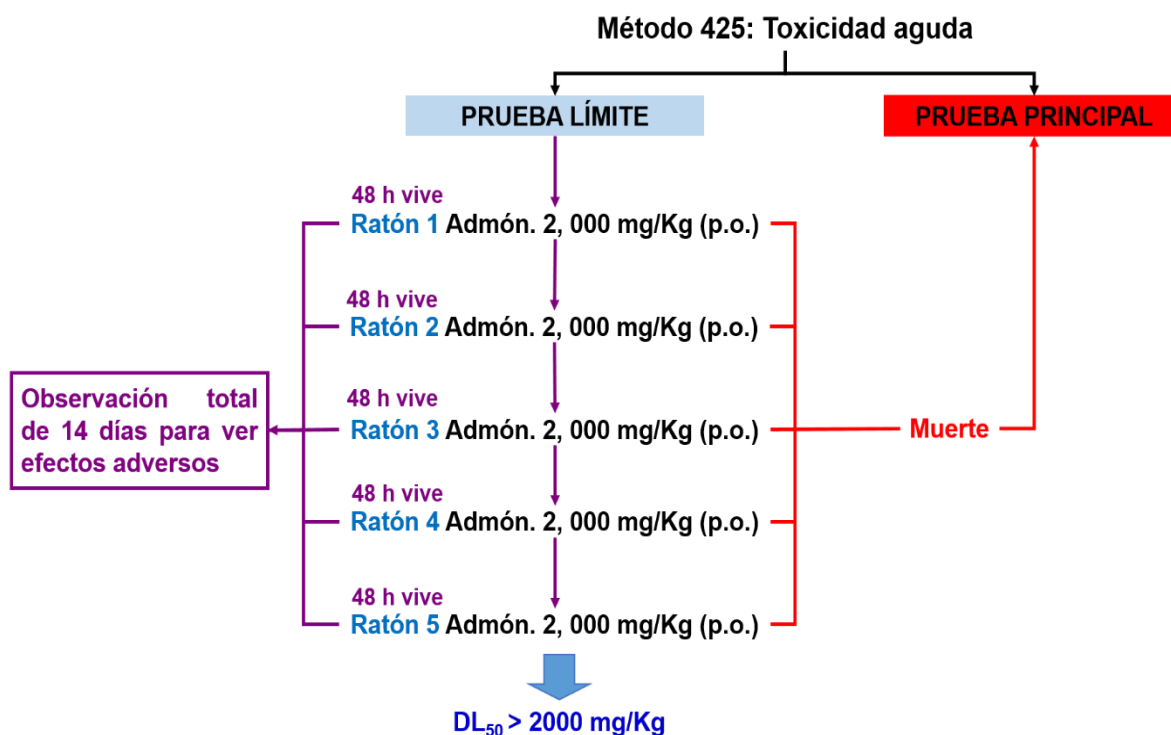 Método 425: Toxicidad aguda
PRUEBA LÍMITE
PRUEBA PRINCIPAL
48 h vive
Ratón 1 Admón. 2, 000 mg/Kg (p.o.)
48 h vive
Ratón 2 Admón. 2, 000 mg/Kg (p.o.)
48 h vive
Ratón 3 Admón. 2, 000 mg/Kg (p.o.)
48 h vive
Ratón 4 Admón. 2, 000 mg/Kg (p.o.)
48 h vive
Ratón 5 Admón. 2, 000 mg/Kg (p.o.)
Observación total
de 14 días para ver
efectos adversos
Muerte
DL50 > 2000 mg/Kg